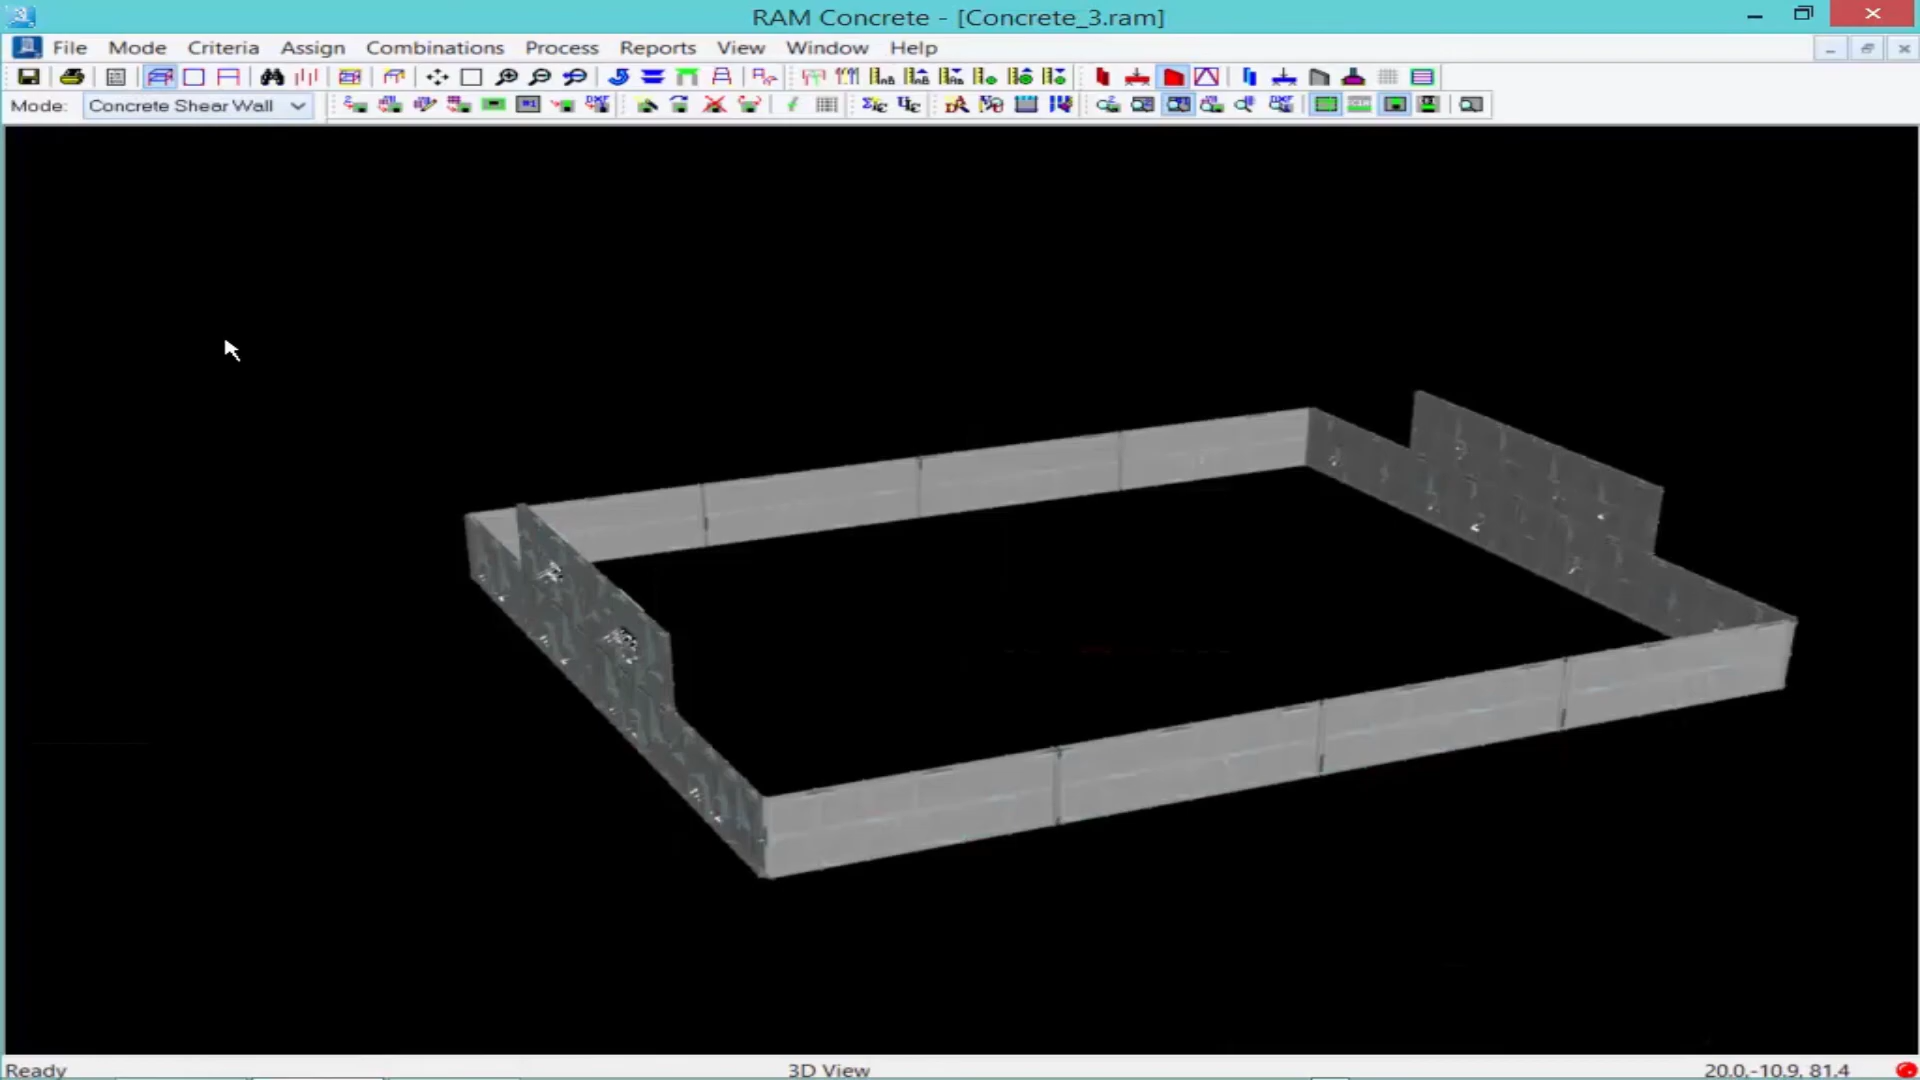 RAM Concrete - [Concrete_3.ram]
File Mode Criteria Assign Combinations Process Reports View Window Help
Mode: Concrete Shear Wall
Ready 3D View 20.0,-10.9, 81.4